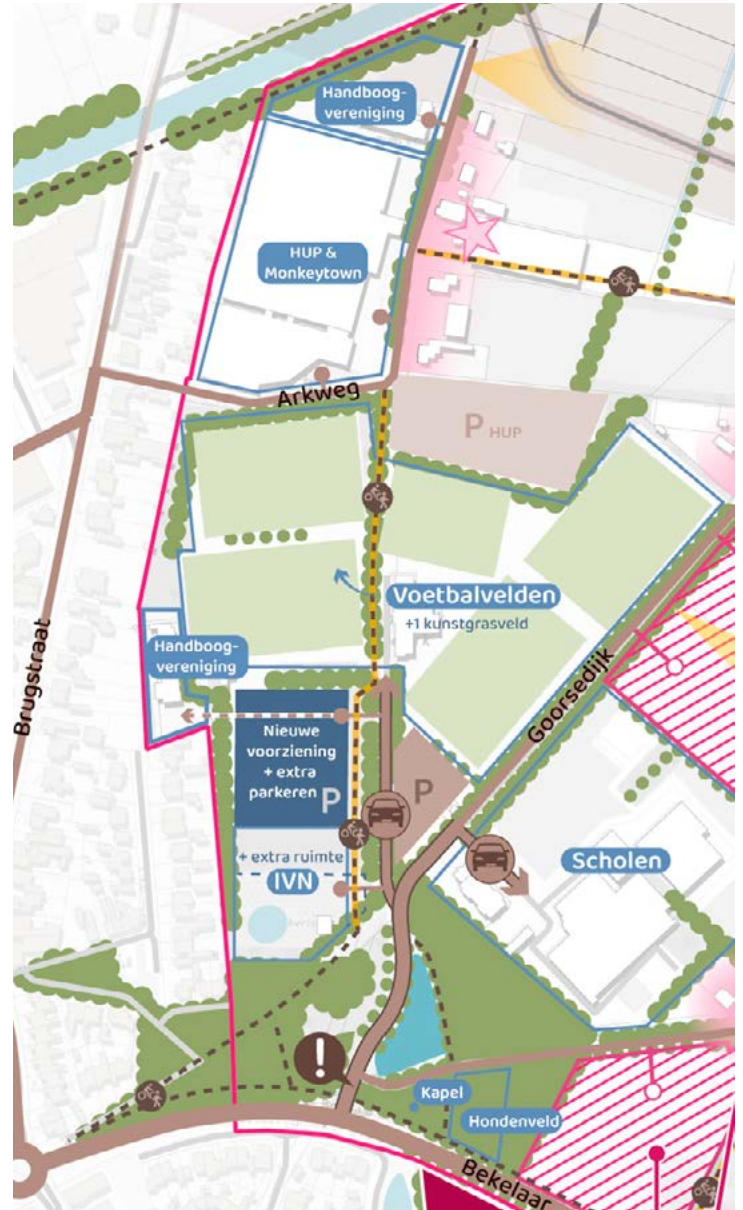 Handboog-
vereniging
HUP &
Monkeytown
Arkweg
P HUP
Voetbalvelden
+1 kunstgrasveld
Handboog-
vereniging
Brugstraat
Goorsedijk
Nieuwe
voorziening
+ extra
parkeren P
P
+ extra ruimte
IVN
Scholen
!
Kapel
Hondenveld
Bekelaar